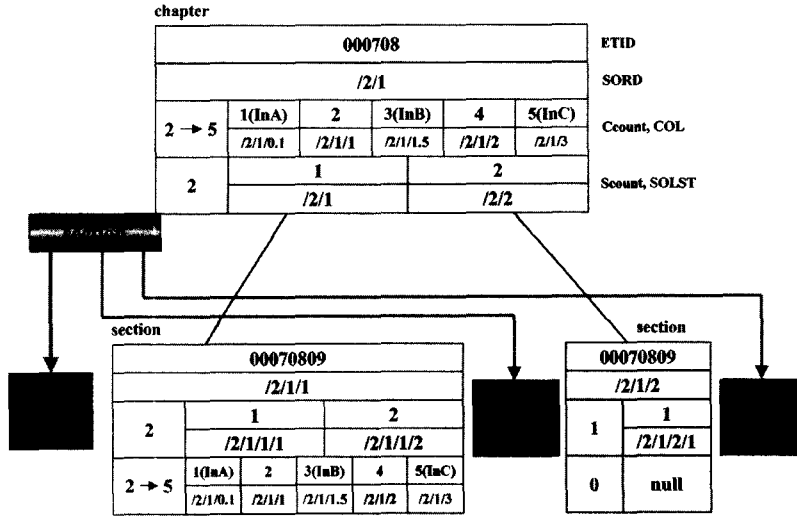 chapter
000708 ETID
/2/1 SORD
2 → 5 1(InA) 2 3(InB) 4 5(InC) Ccount, COL
/2/1/0.1 /2/1/1 /2/1/1.5 /2/1/2 /2/1/3
2 1 2 Scount, SOLST
/2/1 /2/2
section
00070809
/2/1/1
2 1 2
/2/1/1/1 /2/1/1/2
2 → 5 1(InA) 2 3(InB) 4 5(InC)
/2/1/0.1 /2/1/1 /2/1/1.5 /2/1/2 /2/1/3
section
00070809
/2/1/2
1 1
/2/1/2/1
0 null